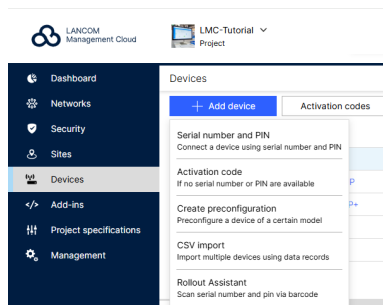 LANCOM
Management Cloud
LMC-Tutorial
Project
Dashboard
Networks
Security
Sites
Devices
Add-ins
Project specifications
Management
Devices
+ Add device
Activation codes
Serial number and PIN
Connect a device using serial number and PIN
Activation code
If no serial number or PIN are available
Create preconfiguration
Preconfigure a device of a certain model
CSV import
Import multiple devices using data records
Rollout Assistant
Scan serial number and pin via barcode